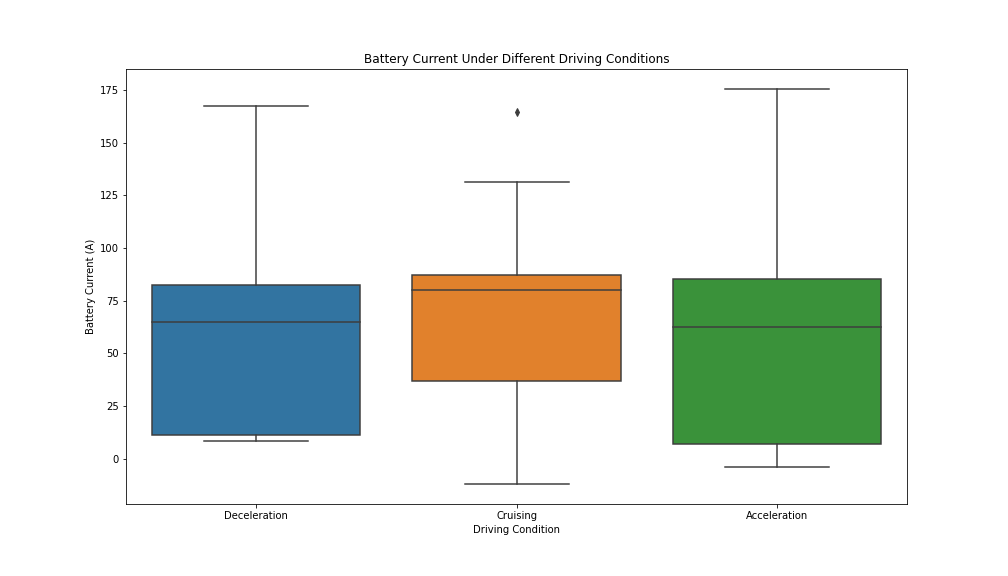 Battery Current Under Different Driving Conditions
175
150
125
100
75
50
25
0
Battery Current (A)
Deceleration
Cruising
Acceleration
Driving Condition